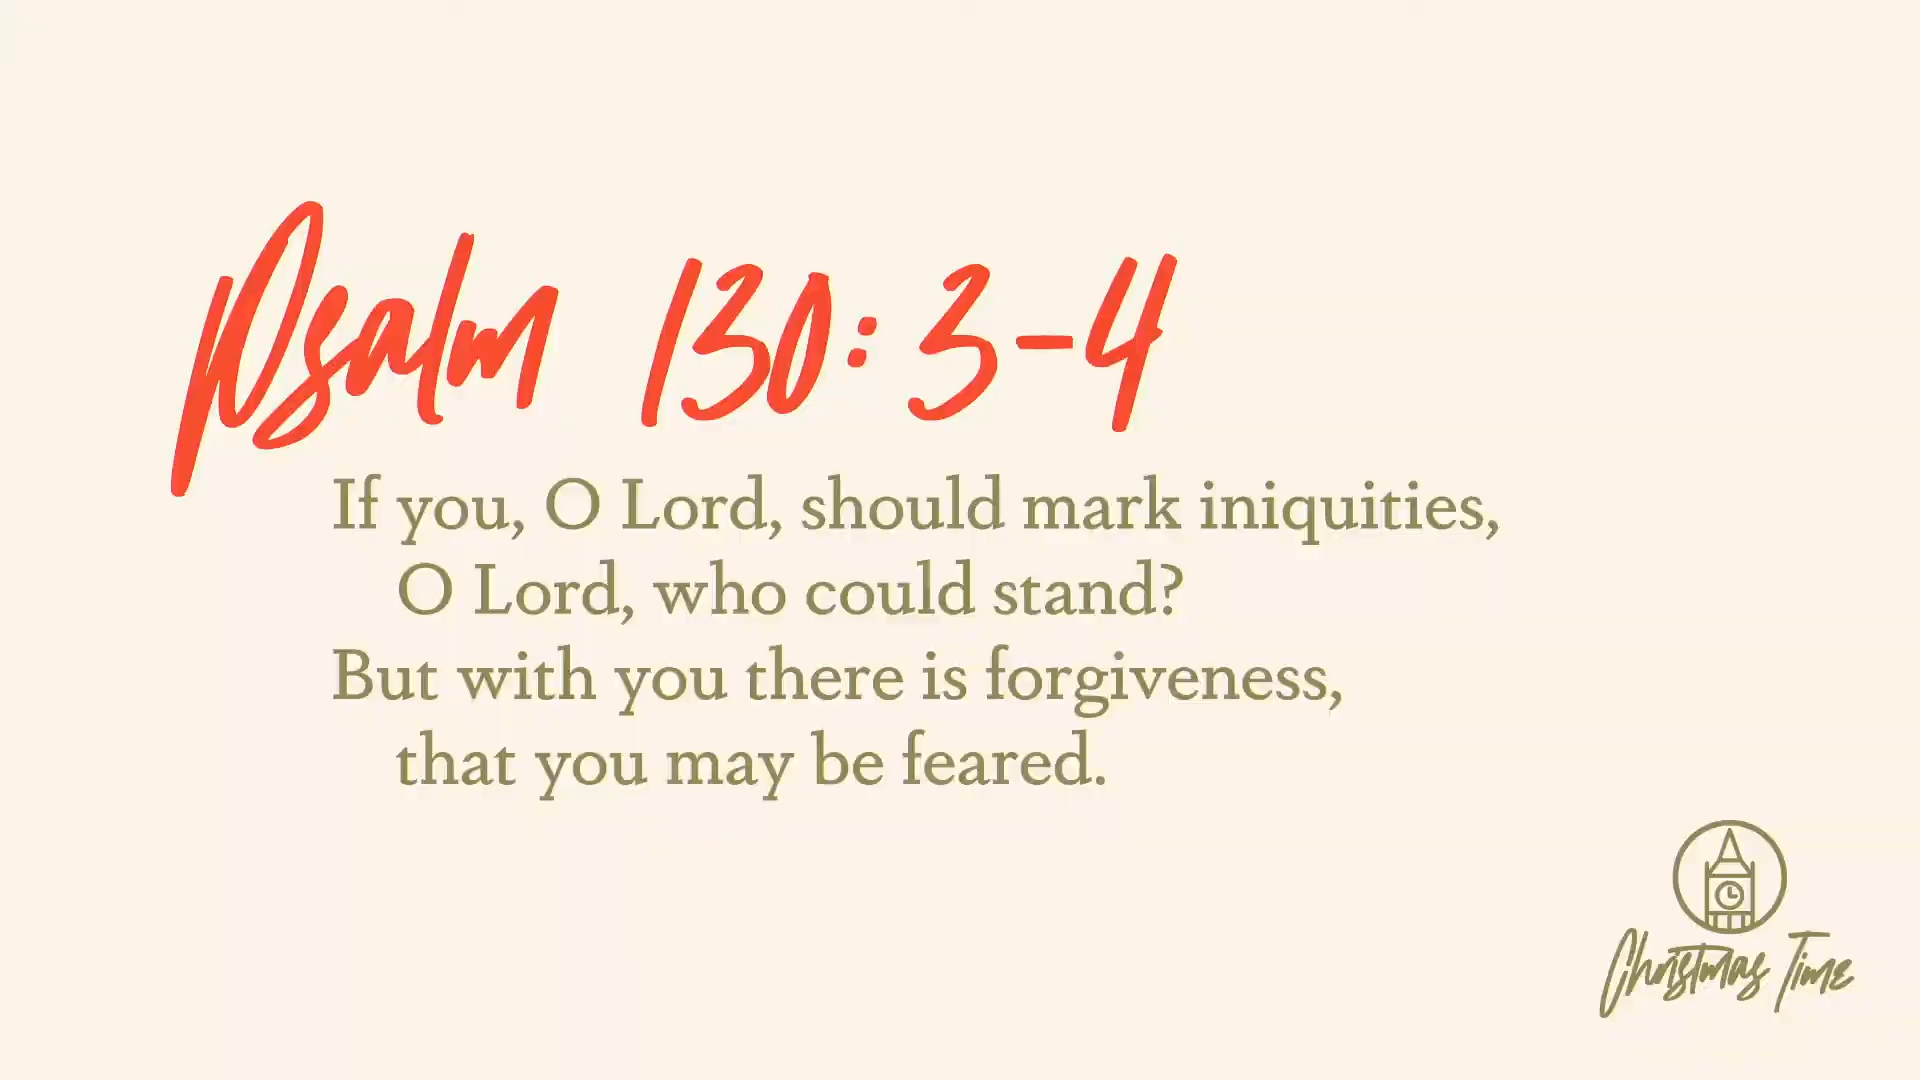 Psalm 130:3-4
If you, O Lord, should mark iniquities,
O Lord, who could stand?
But with you there is forgiveness,
that you may be feared.
Christmas Time